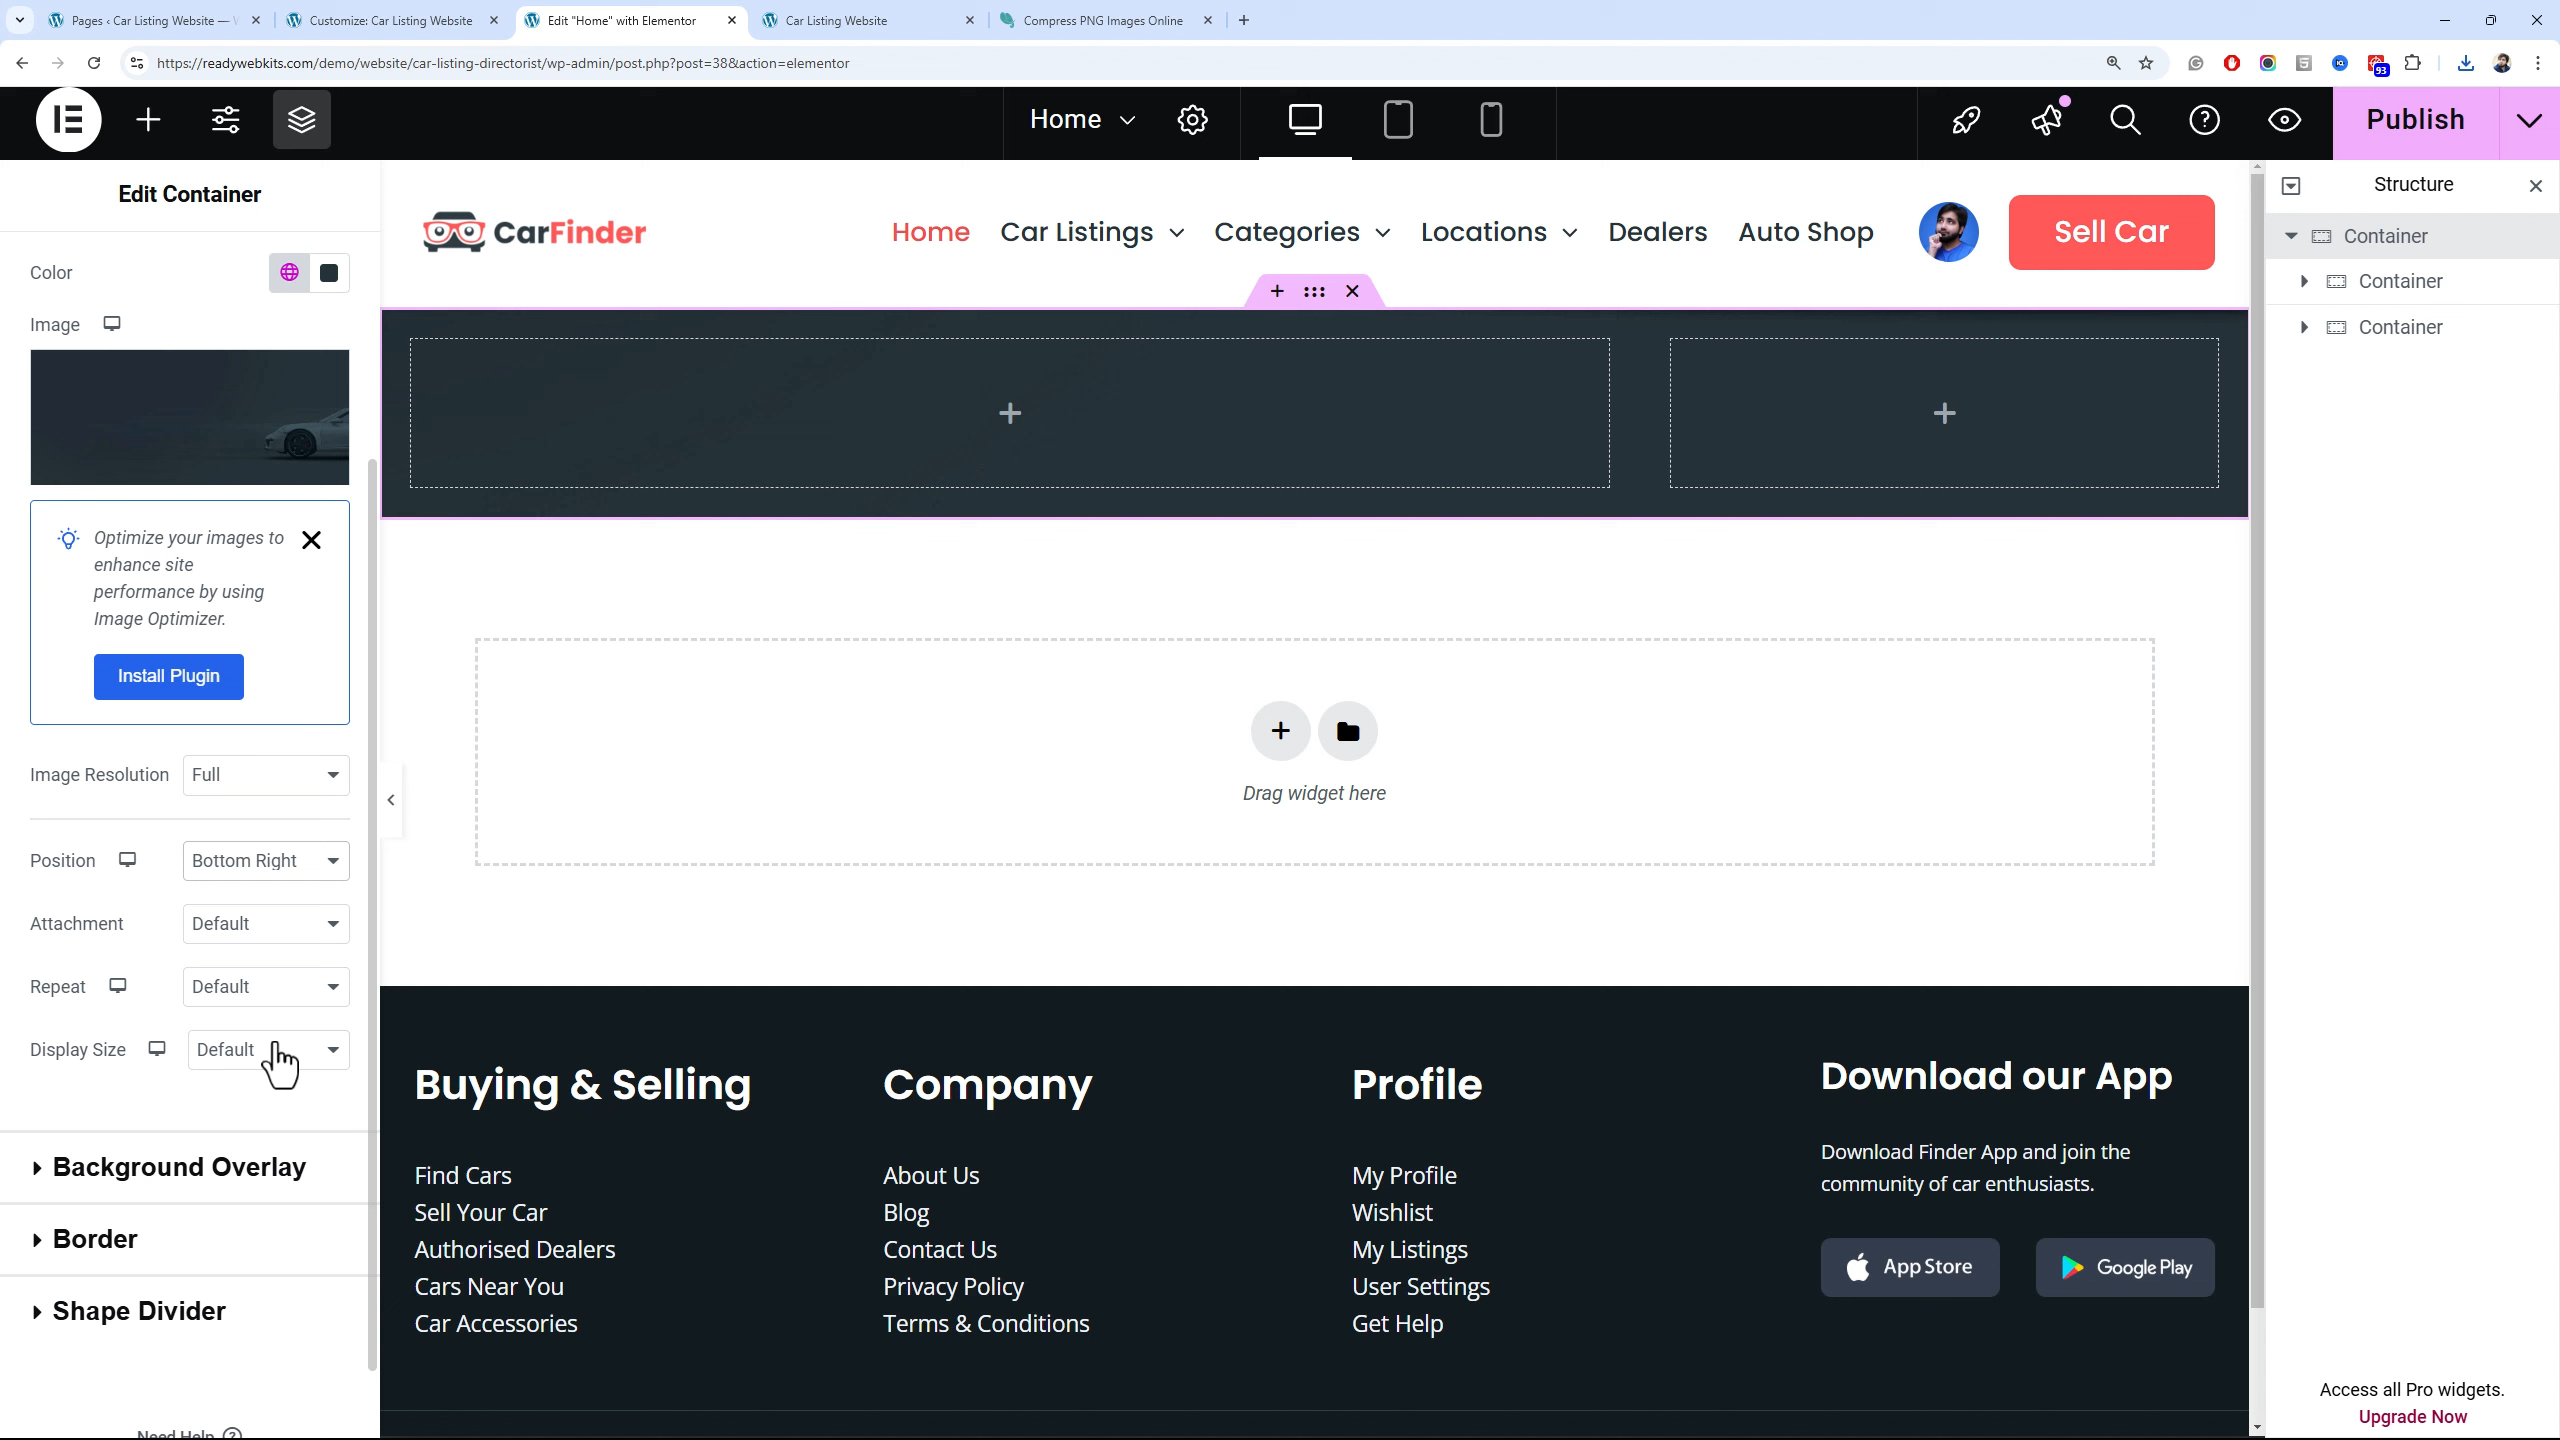 Pages ‹ Car Listing Website —
Customize: Car Listing Website
Edit "Home" with Elementor
Car Listing Website
Compress PNG Images Online
https://readywebkits.com/demo/website/car-listing-directorist/wp-admin/post.php?post=38&action=elementor
93
Home
Publish
Edit Container
Color
Image
Optimize your images to
enhance site
performance by using
Image Optimizer.
Install Plugin
Image Resolution
Full
Position
Bottom Right
Attachment
Default
Repeat
Default
Display Size
Default
Background Overlay
Border
Shape Divider
Need Help
CarFinder
Home
Car Listings
Categories
Locations
Dealers
Auto Shop
Sell Car
Drag widget here
Buying & Selling
Find Cars
Sell Your Car
Authorised Dealers
Cars Near You
Car Accessories
Company
About Us
Blog
Contact Us
Privacy Policy
Terms & Conditions
Profile
My Profile
Wishlist
My Listings
User Settings
Get Help
Download our App
Download Finder App and join the
community of car enthusiasts.
App Store
Google Play
Structure
Container
Container
Container
Access all Pro widgets.
Upgrade Now